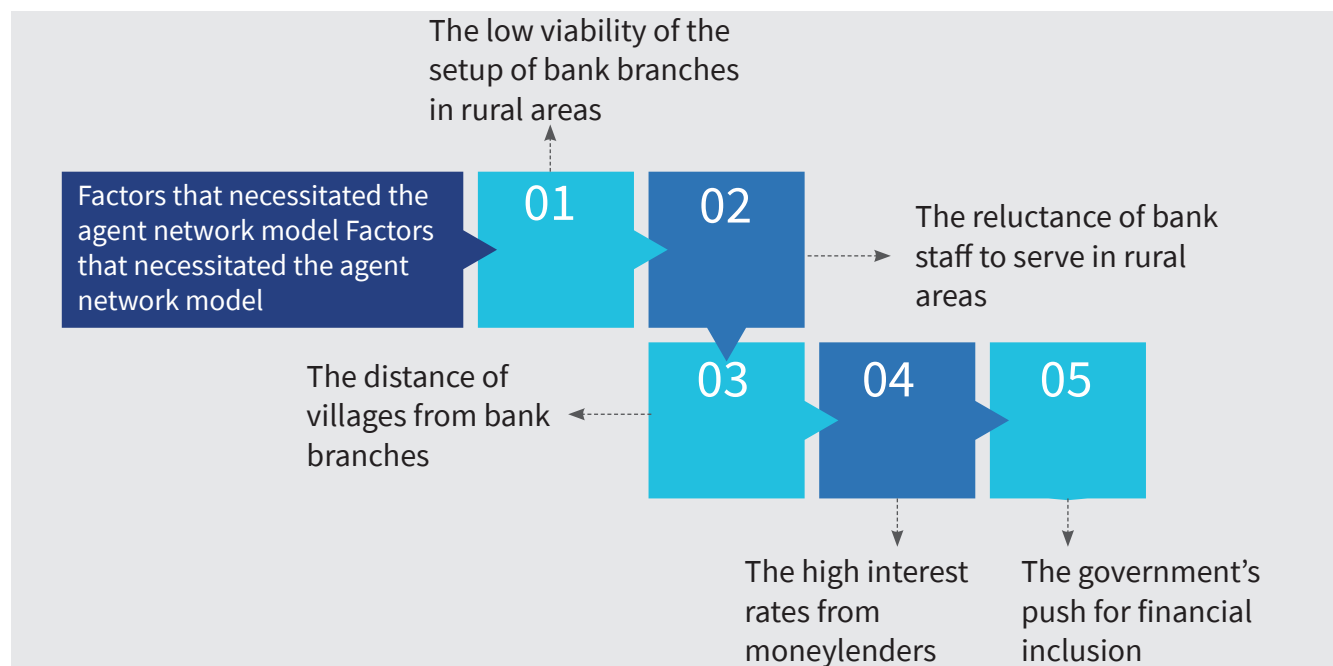 The low viability of the
setup of bank branches
in rural areas
Factors that necessitated the
agent network model Factors
that necessitated the agent
network model
01
02
The reluctance of bank
staff to serve in rural
areas
The distance of
villages from bank
branches
03
04
05
The high interest
rates from
moneylenders
The government’s
push for financial
inclusion